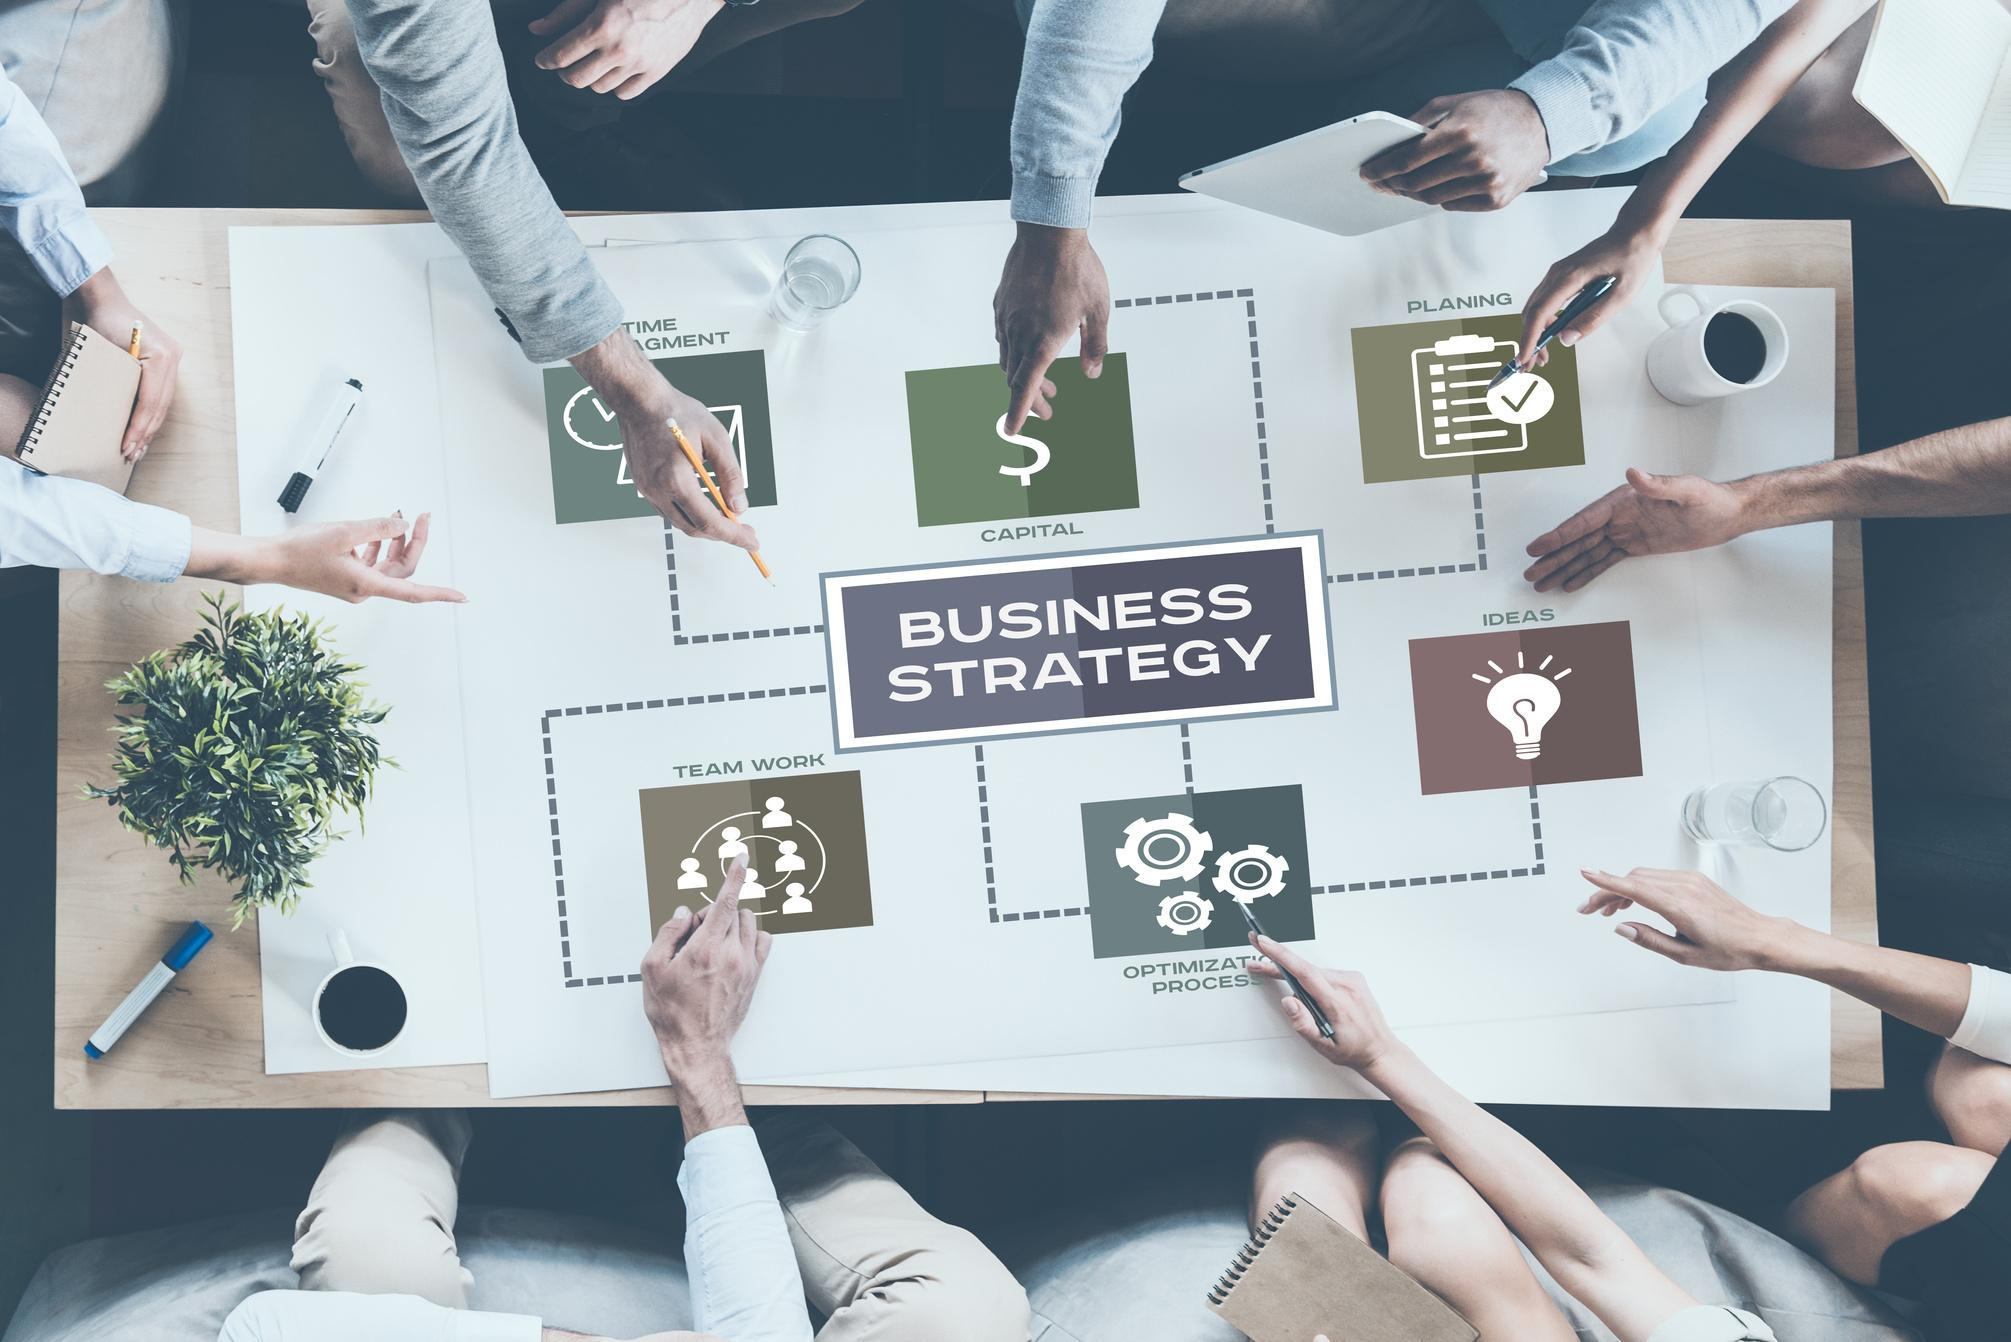 TIME
CAPITAL
PLANING
BUSINESS
STRATEGY
IDEAS
TEAM WORK
PROCESS